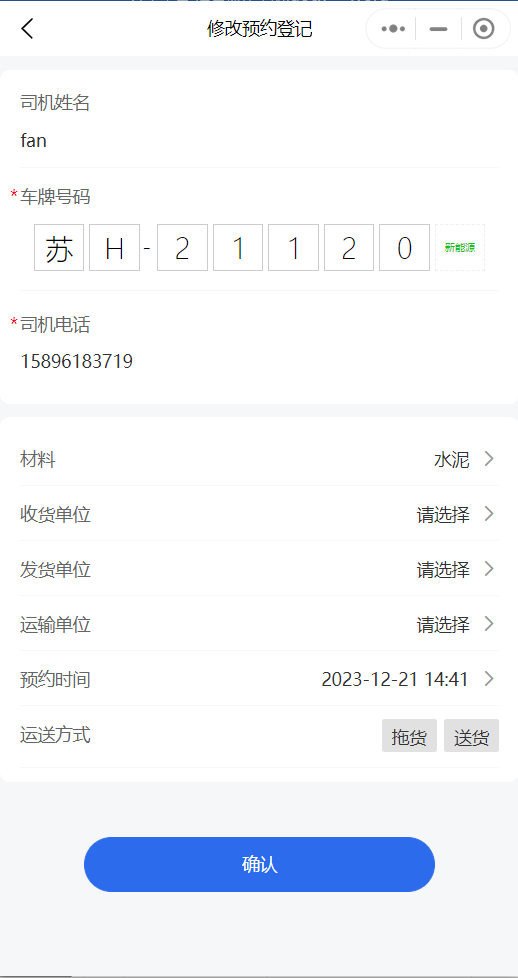 修改预约登记
司机姓名
fan
*车牌号码
苏 H - 2 1 1 2 0 新能源
*司机电话
15896183719
材料 水泥
收货单位 请选择
发货单位 请选择
运输单位 请选择
预约时间 2023-12-21 14:41
运送方式 拖货 送货
确认